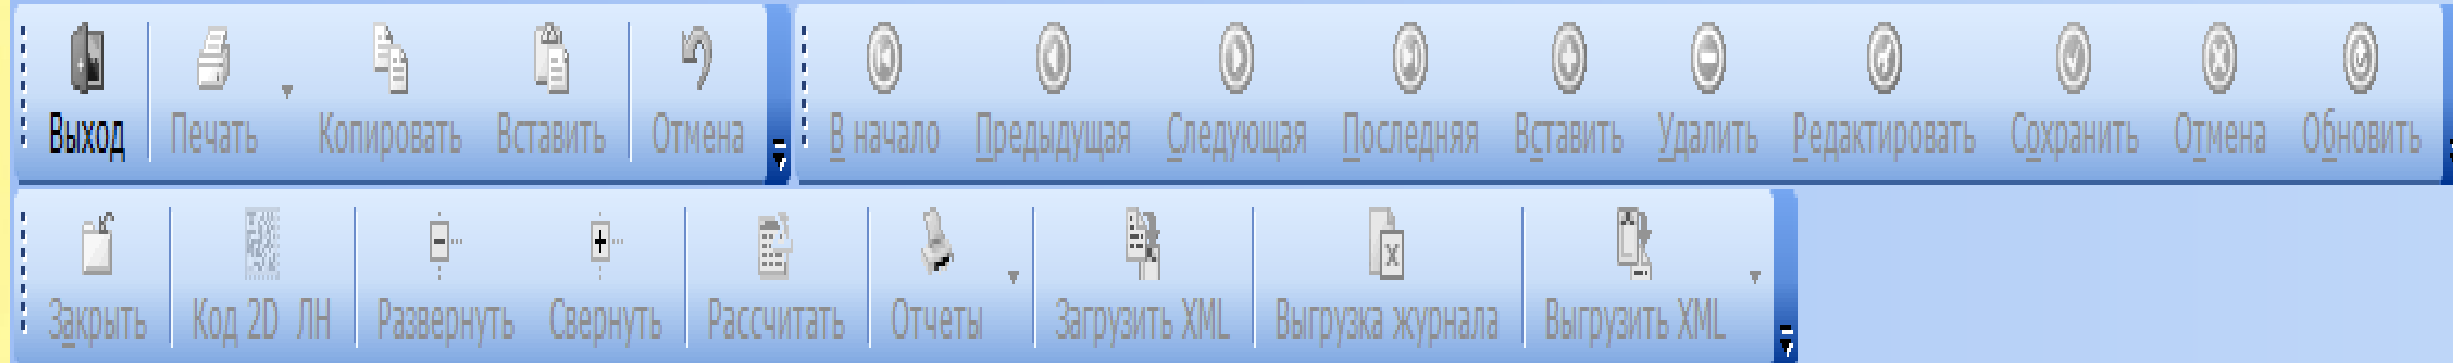 Выход Печать Копировать Вставить Отмена В начало Предыдущая Следующая Последняя Вставить Удалить Редактировать Сохранить Отмена Обновить
Закрыть Код 2D ЛН Развернуть Свернуть Рассчитать Отчеты Загрузить XML Выгрузка журнала Выгрузить XML